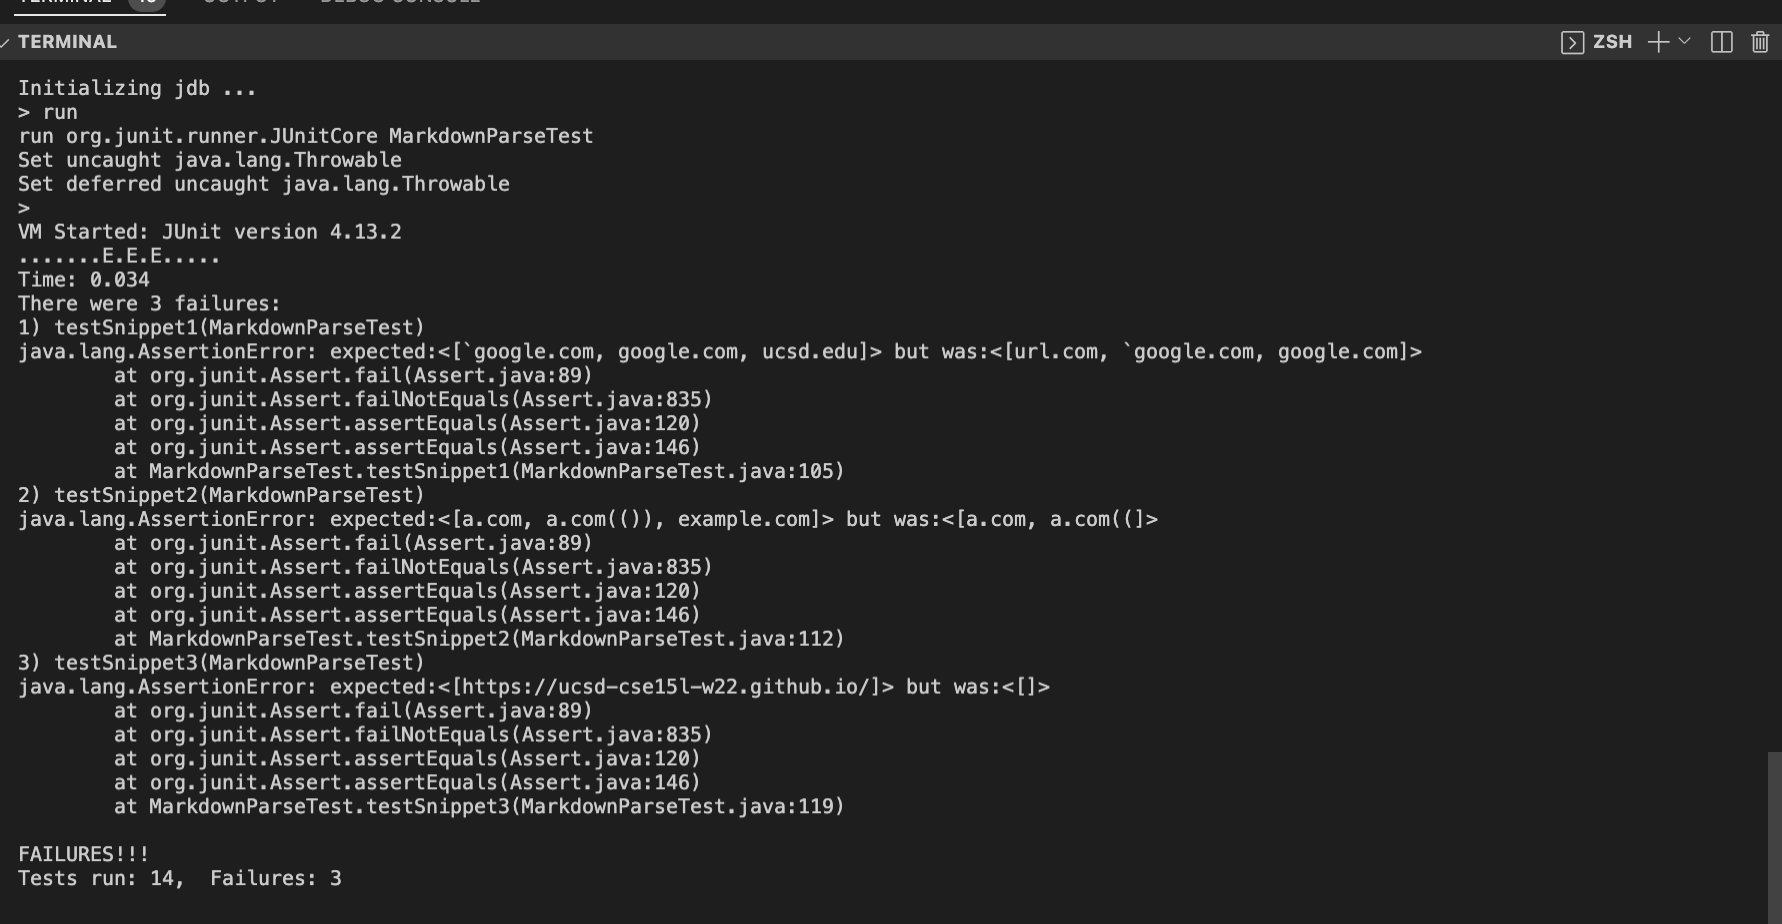 TERMINAL 10 OUTPUT DEBUG CONSOLE
TERMINAL ZSH
Initializing jdb ...
> run
run org.junit.runner.JUnitCore MarkdownParseTest
Set uncaught java.lang.Throwable
Set deferred uncaught java.lang.Throwable
>
VM Started: JUnit version 4.13.2
.......E.E.E.....
Time: 0.034
There were 3 failures:
1) testSnippet1(MarkdownParseTest)
java.lang.AssertionError: expected:<[`google.com, google.com, ucsd.edu]> but was:<[url.com, `google.com, google.com]>
        at org.junit.Assert.fail(Assert.java:89)
        at org.junit.Assert.failNotEquals(Assert.java:835)
        at org.junit.Assert.assertEquals(Assert.java:120)
        at org.junit.Assert.assertEquals(Assert.java:146)
        at MarkdownParseTest.testSnippet1(MarkdownParseTest.java:105)
2) testSnippet2(MarkdownParseTest)
java.lang.AssertionError: expected:<[a.com, a.com(()), example.com]> but was:<[a.com, a.com((]>
        at org.junit.Assert.fail(Assert.java:89)
        at org.junit.Assert.failNotEquals(Assert.java:835)
        at org.junit.Assert.assertEquals(Assert.java:120)
        at org.junit.Assert.assertEquals(Assert.java:146)
        at MarkdownParseTest.testSnippet2(MarkdownParseTest.java:112)
3) testSnippet3(MarkdownParseTest)
java.lang.AssertionError: expected:<[https://ucsd-cse15l-w22.github.io/]> but was:<[]>
        at org.junit.Assert.fail(Assert.java:89)
        at org.junit.Assert.failNotEquals(Assert.java:835)
        at org.junit.Assert.assertEquals(Assert.java:120)
        at org.junit.Assert.assertEquals(Assert.java:146)
        at MarkdownParseTest.testSnippet3(MarkdownParseTest.java:119)
FAILURES!!!
Tests run: 14,  Failures: 3